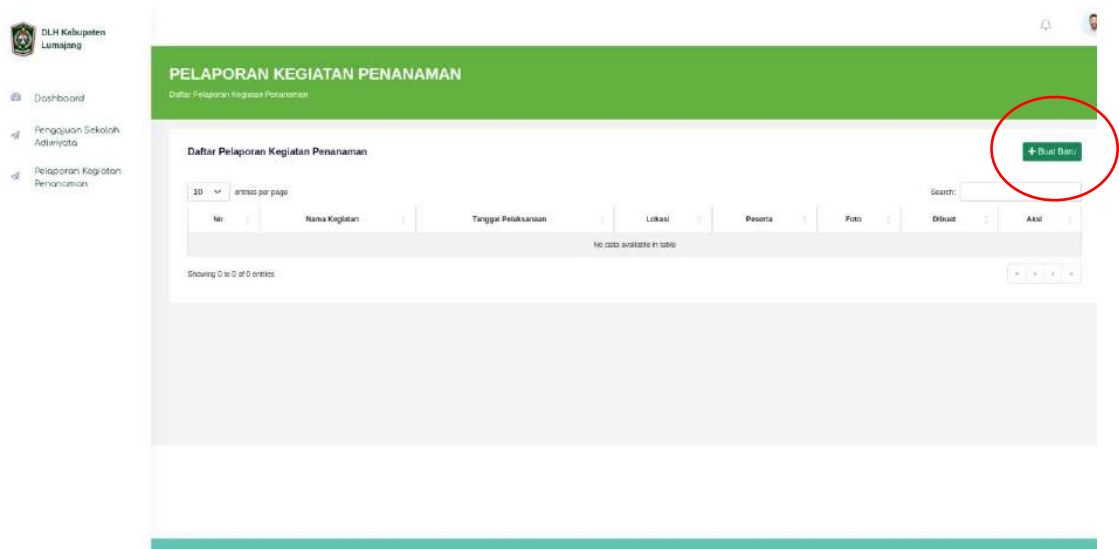 DLH Kabupaten
Lumajang
Dashboard
Pengajuan Sekolah
Adiwiyata
Pelaporan Kegiatan
Penanaman
PELAPORAN KEGIATAN PENANAMAN
Daftar Pelaporan Kegiatan Penanaman
Daftar Pelaporan Kegiatan Penanaman
+ Buat Baru
10 entries per page
Search:
No Nama Kegiatan Tanggal Pelaksanaan Lokasi Peserta Foto Dibuat Aksi
No data available in table
Showing 0 to 0 of 0 entries
« ‹ › »